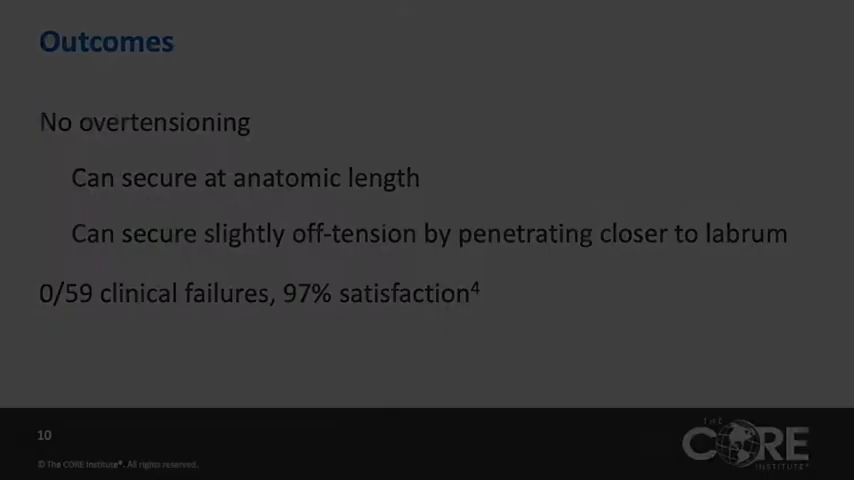 Outcomes
No overtensioning
Can secure at anatomic length
Can secure slightly off-tension by penetrating closer to labrum
0/59 clinical failures, 97% satisfaction⁴
10
© The CORE Institute®. All rights reserved.
THE
CORE
INSTITUTE®